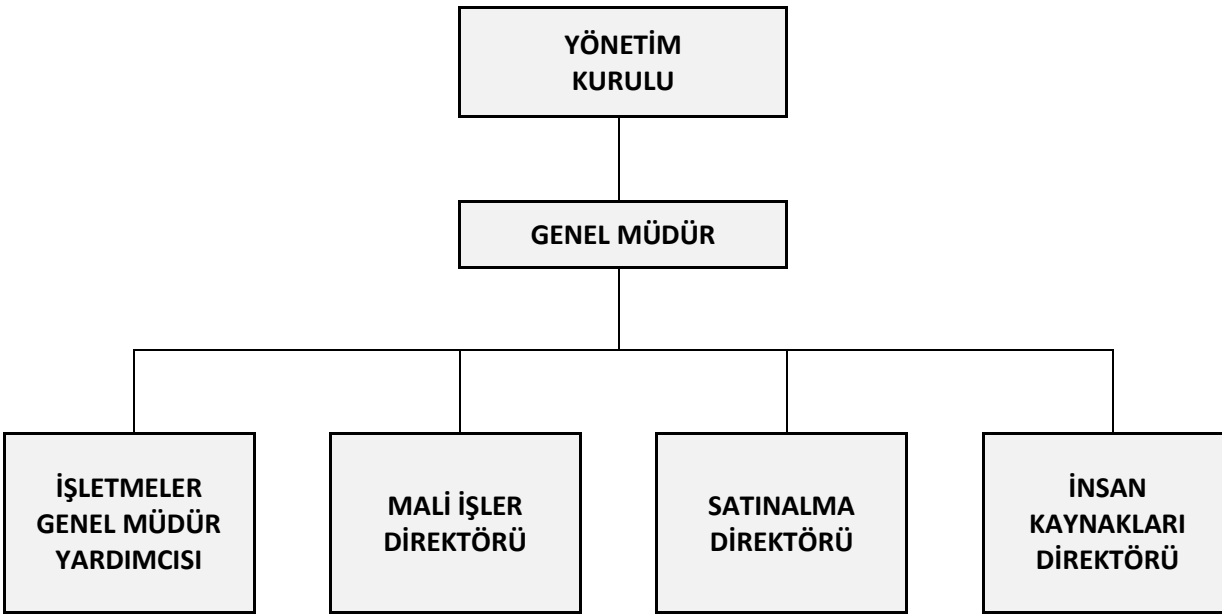 YÖNETİM
KURULU
GENEL MÜDÜR
İŞLETMELER
GENEL MÜDÜR
YARDIMCISI
MALİ İŞLER
DİREKTÖRÜ
SATINALMA
DİREKTÖRÜ
İNSAN
KAYNAKLARI
DİREKTÖRÜ